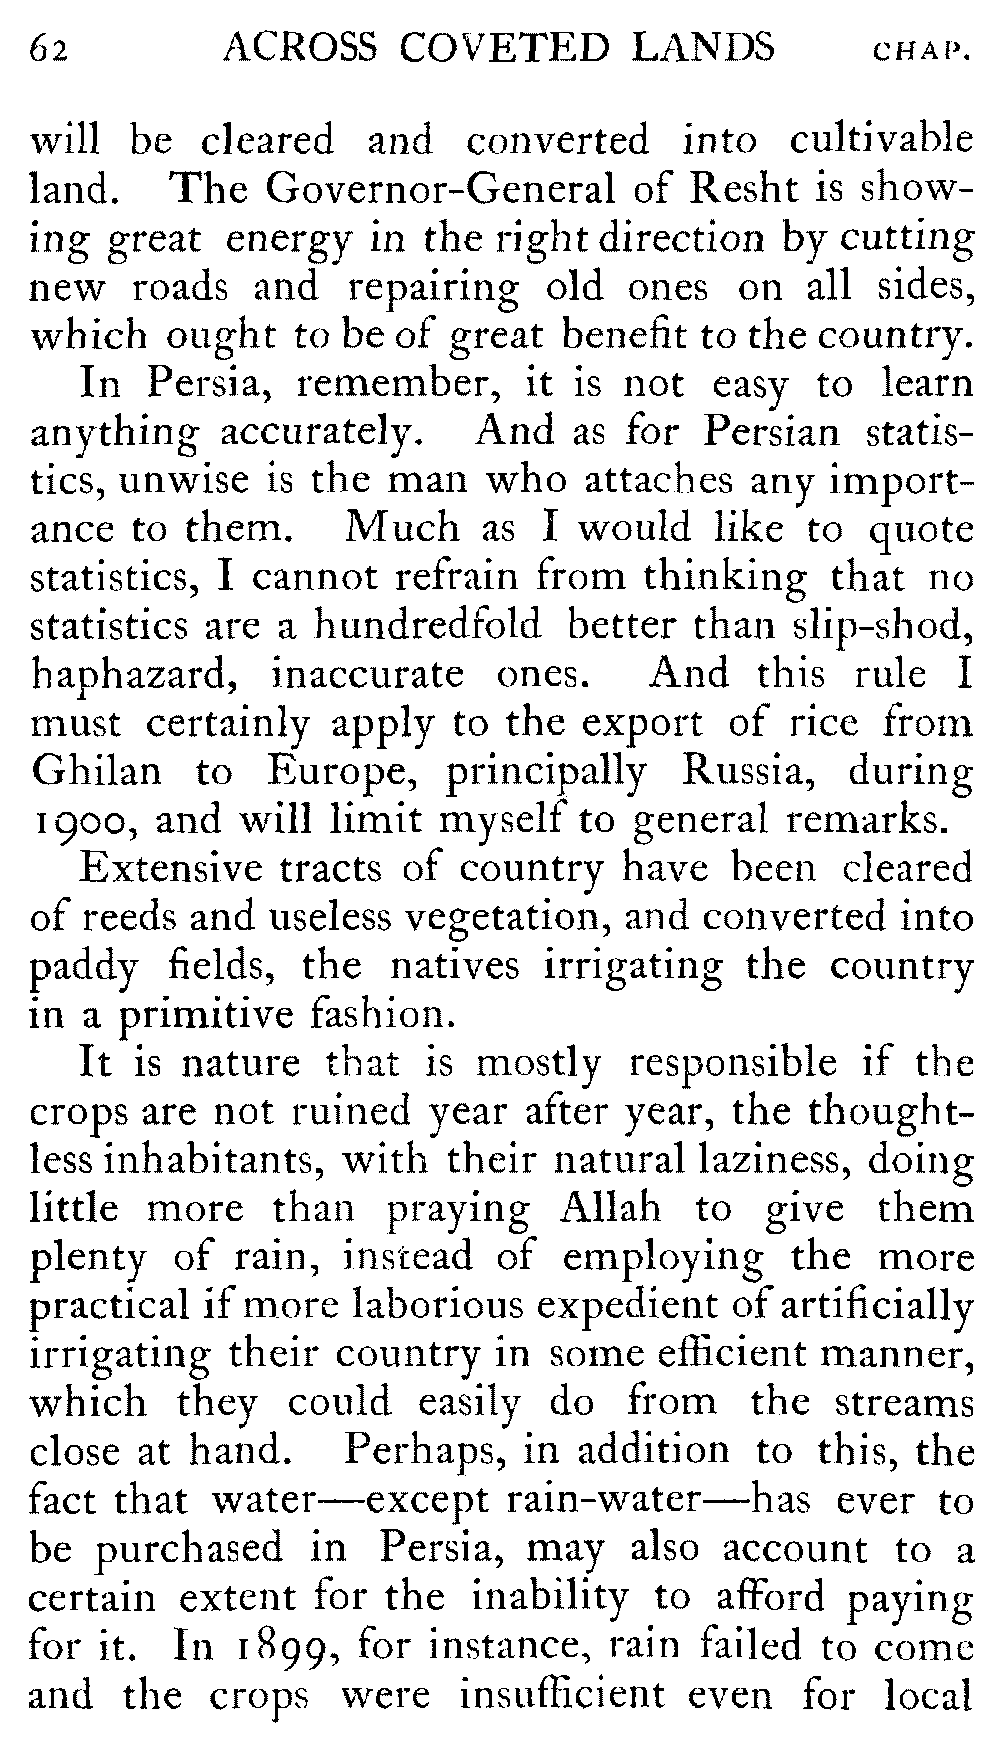 62 ACROSS COVETED LANDS CHAP.
will be cleared and converted into cultivable
land. The Governor-General of Resht is show-
ing great energy in the right direction by cutting
new roads and repairing old ones on all sides,
which ought to be of great benefit to the country.
In Persia, remember, it is not easy to learn
anything accurately. And as for Persian statis-
tics, unwise is the man who attaches any import-
ance to them. Much as I would like to quote
statistics, I cannot refrain from thinking that no
statistics are a hundredfold better than slip-shod,
haphazard, inaccurate ones. And this rule I
must certainly apply to the export of rice from
Ghilan to Europe, principally Russia, during
1900, and will limit myself to general remarks.
Extensive tracts of country have been cleared
of reeds and useless vegetation, and converted into
paddy fields, the natives irrigating the country
in a primitive fashion.
It is nature that is mostly responsible if the
crops are not ruined year after year, the thought-
less inhabitants, with their natural laziness, doing
little more than praying Allah to give them
plenty of rain, instead of employing the more
practical if more laborious expedient of artificially
irrigating their country in some efficient manner,
which they could easily do from the streams
close at hand. Perhaps, in addition to this, the
fact that water—except rain-water—has ever to
be purchased in Persia, may also account to a
certain extent for the inability to afford paying
for it. In 1899, for instance, rain failed to come
and the crops were insufficient even for local